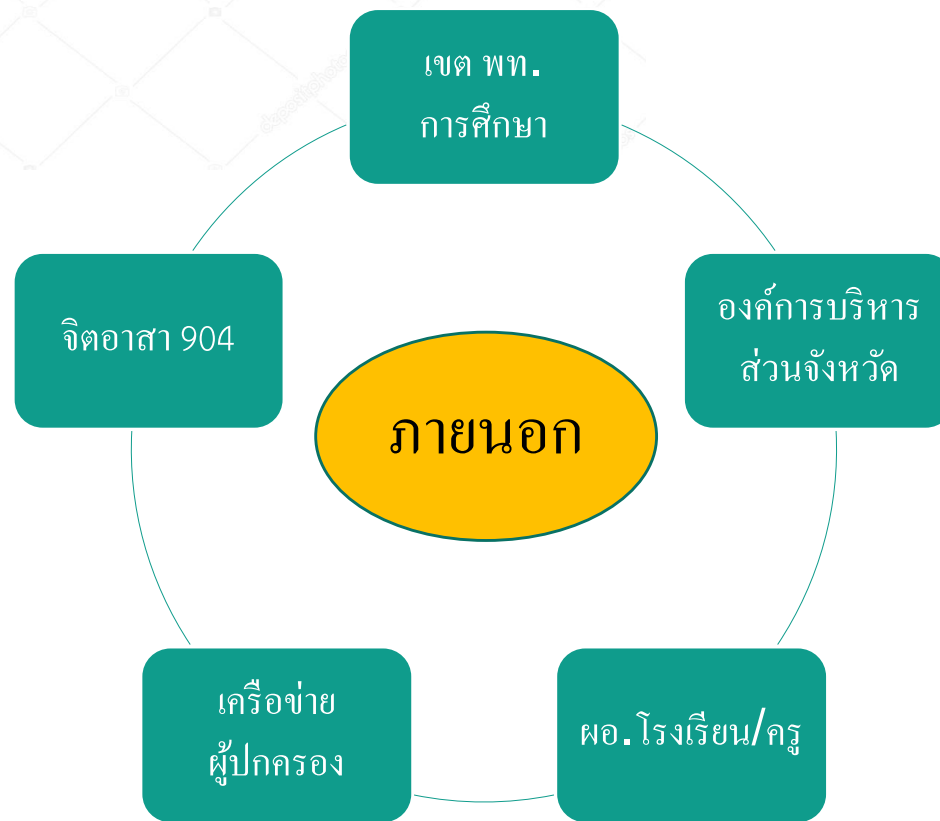 เขต พท.
การศึกษา
องค์การบริหาร
ส่วนจังหวัด
จิตอาสา 904
ภายนอก
เครือข่าย
ผู้ปกครอง
ผอ.โรงเรียน/ครู